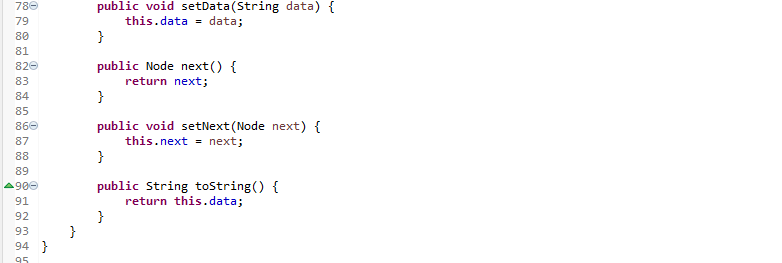 78 public void setData(String data) {
79 this.data = data;
80 }
81
82 public Node next() {
83 return next;
84 }
85
86 public void setNext(Node next) {
87 this.next = next;
88 }
89
90 public String toString() {
91 return this.data;
92 }
93 }
94 }
95